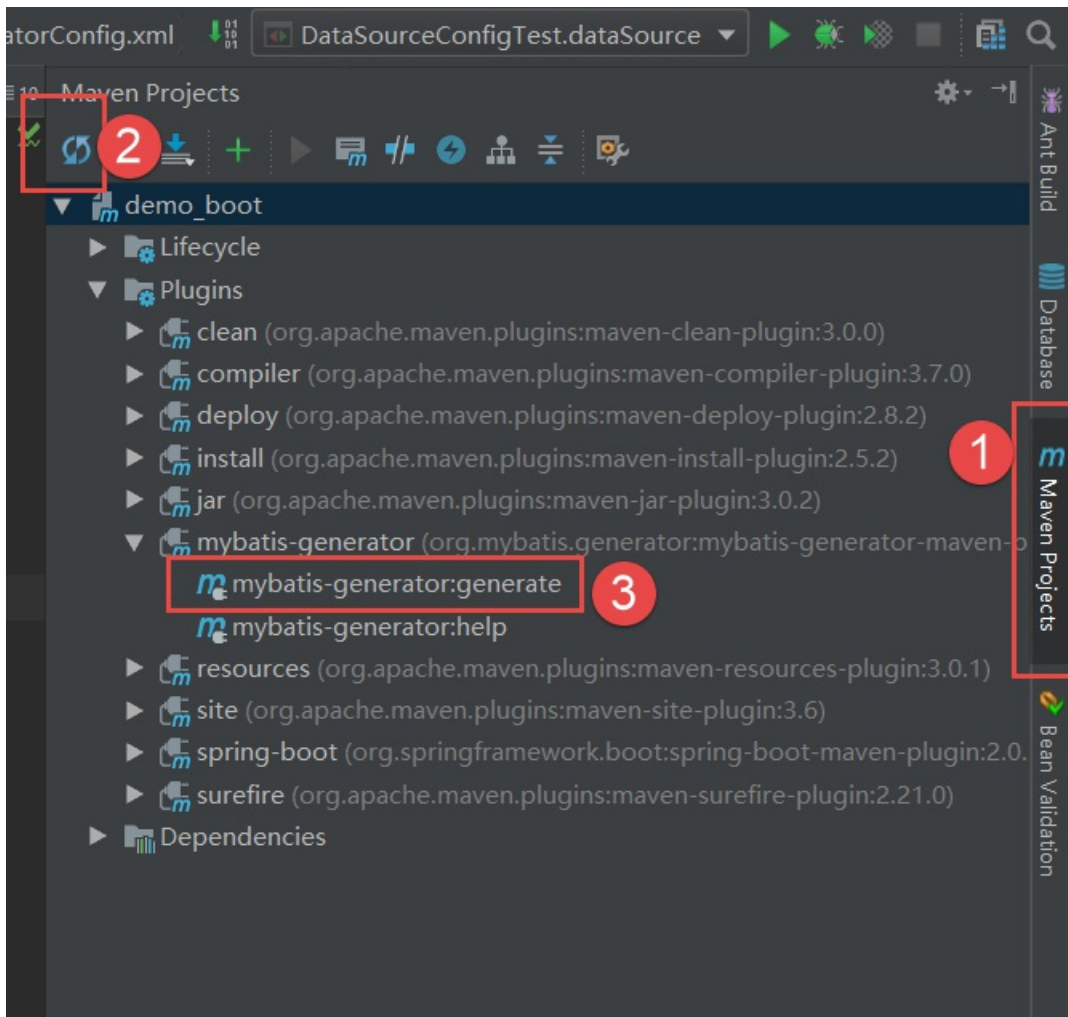 atorConfig.xml
DataSourceConfigTest.dataSource
10
Maven Projects
2
demo_boot
Lifecycle
Plugins
clean (org.apache.maven.plugins:maven-clean-plugin:3.0.0)
compiler (org.apache.maven.plugins:maven-compiler-plugin:3.7.0)
deploy (org.apache.maven.plugins:maven-deploy-plugin:2.8.2)
install (org.apache.maven.plugins:maven-install-plugin:2.5.2)
jar (org.apache.maven.plugins:maven-jar-plugin:3.0.2)
mybatis-generator (org.mybatis.generator:mybatis-generator-maven-p
mybatis-generator:generate
3
mybatis-generator:help
resources (org.apache.maven.plugins:maven-resources-plugin:3.0.1)
site (org.apache.maven.plugins:maven-site-plugin:3.6)
spring-boot (org.springframework.boot:spring-boot-maven-plugin:2.0.
surefire (org.apache.maven.plugins:maven-surefire-plugin:2.21.0)
Dependencies
Ant Build
Database
1
Maven Projects
Bean Validation